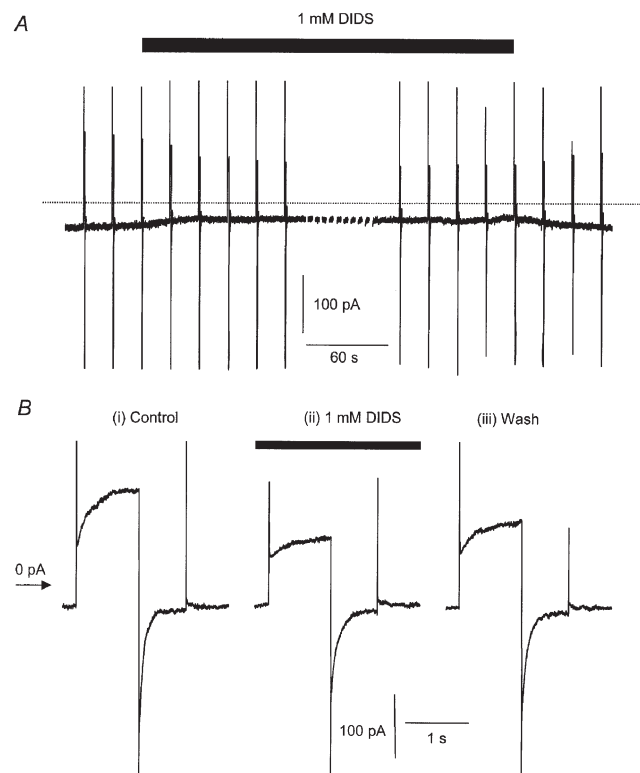 A
1 mM DIDS
100 pA
60 s
B
(i) Control
(ii) 1 mM DIDS
(iii) Wash
0 pA
100 pA
1 s